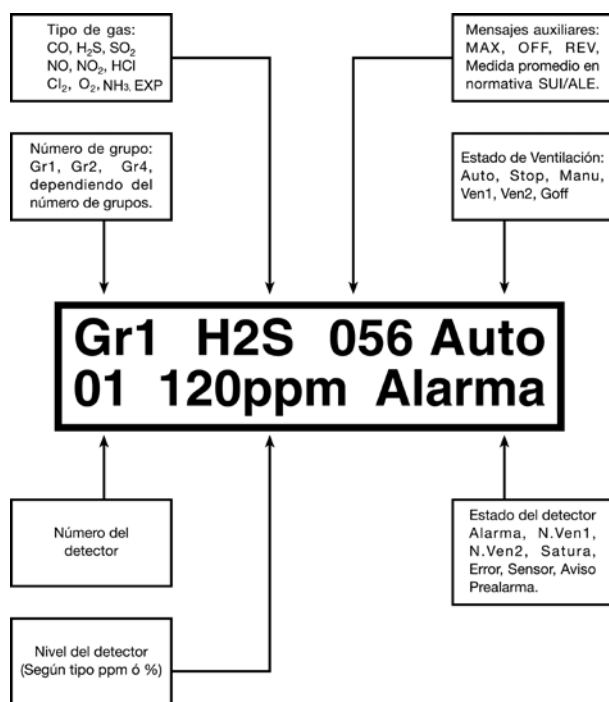 Tipo de gas:
CO, H₂S, SO₂
NO, NO₂, HCl
Cl₂, O₂, NH₃, EXP
Mensajes auxiliares:
MAX, OFF, REV,
Medida promedio en
normativa SUI/ALE.
Número de grupo:
Gr1, Gr2, Gr4,
dependiendo del
número de grupos.
Estado de Ventilación:
Auto, Stop, Manu,
Ven1, Ven2, Goff
Gr1 H2S 056 Auto
01 120ppm Alarma
Número del
detector
Estado del detector
Alarma, N.Ven1,
N.Ven2, Satura,
Error, Sensor, Aviso
Prealarma.
Nivel del detector
(Según tipo ppm ó %)